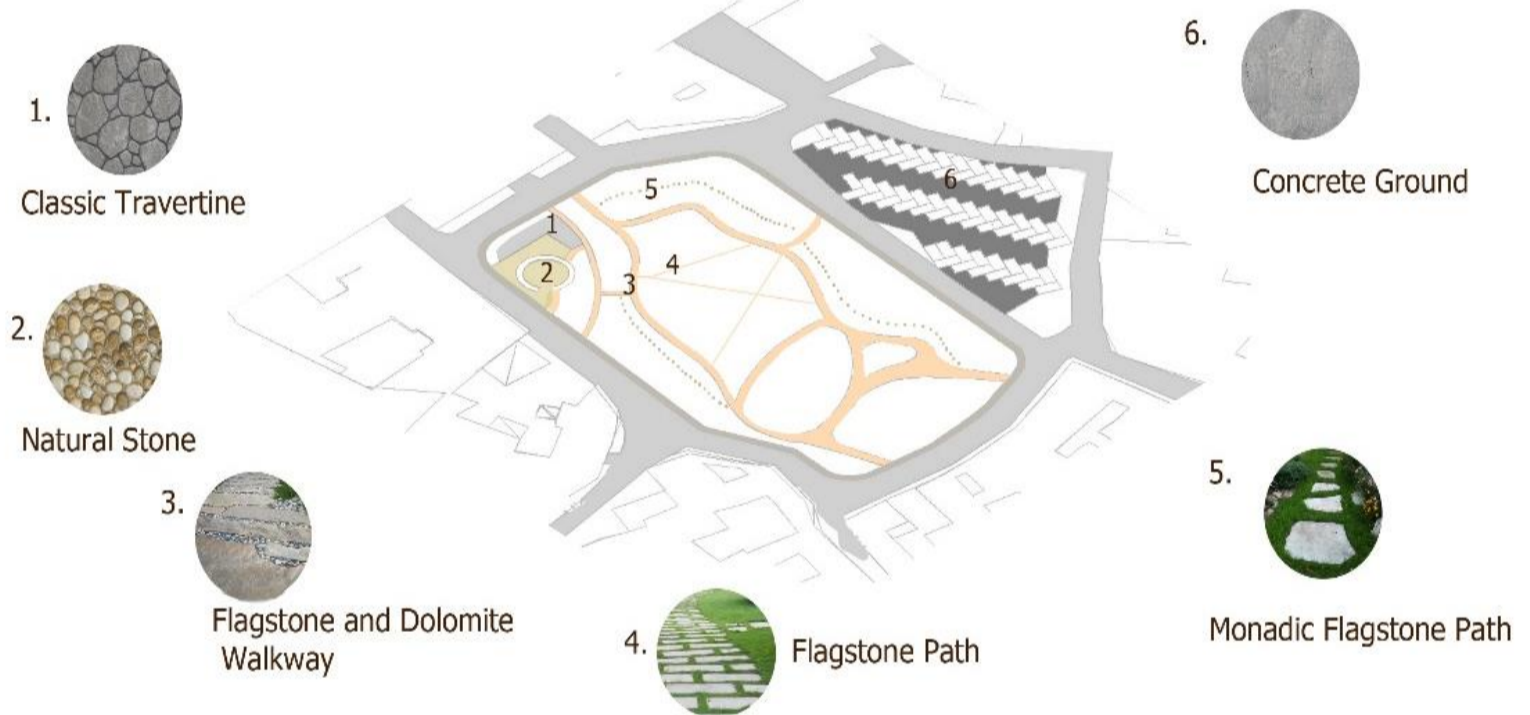 1.
Classic Travertine
2.
Natural Stone
3.
Flagstone and Dolomite
Walkway
4.
Flagstone Path
5.
Monadic Flagstone Path
6.
Concrete Ground
1
2
3
4
5
6